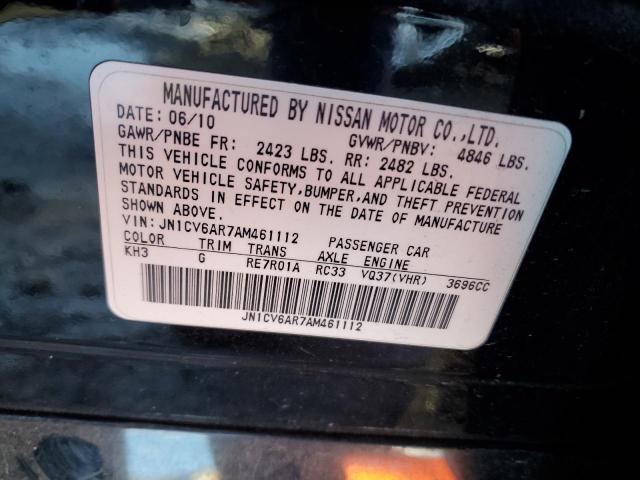 MANUFACTURED BY NISSAN MOTOR CO.,LTD.
DATE: 06/10 GVWR/PNBV: 4846 LBS.
GAWR/PNBE FR: 2423 LBS. RR: 2482 LBS.
THIS VEHICLE CONFORMS TO ALL APPLICABLE FEDERAL
MOTOR VEHICLE SAFETY,BUMPER,AND THEFT PREVENTION
STANDARDS IN EFFECT ON THE DATE OF MANUFACTURE
SHOWN ABOVE.
VIN: JN1CV6AR7AM461112 PASSENGER CAR
COLOR TRIM TRANS AXLE ENGINE
KH3 G RE7R01A RC33 VQ37(VHR) 3696CC
JN1CV6AR7AM461112